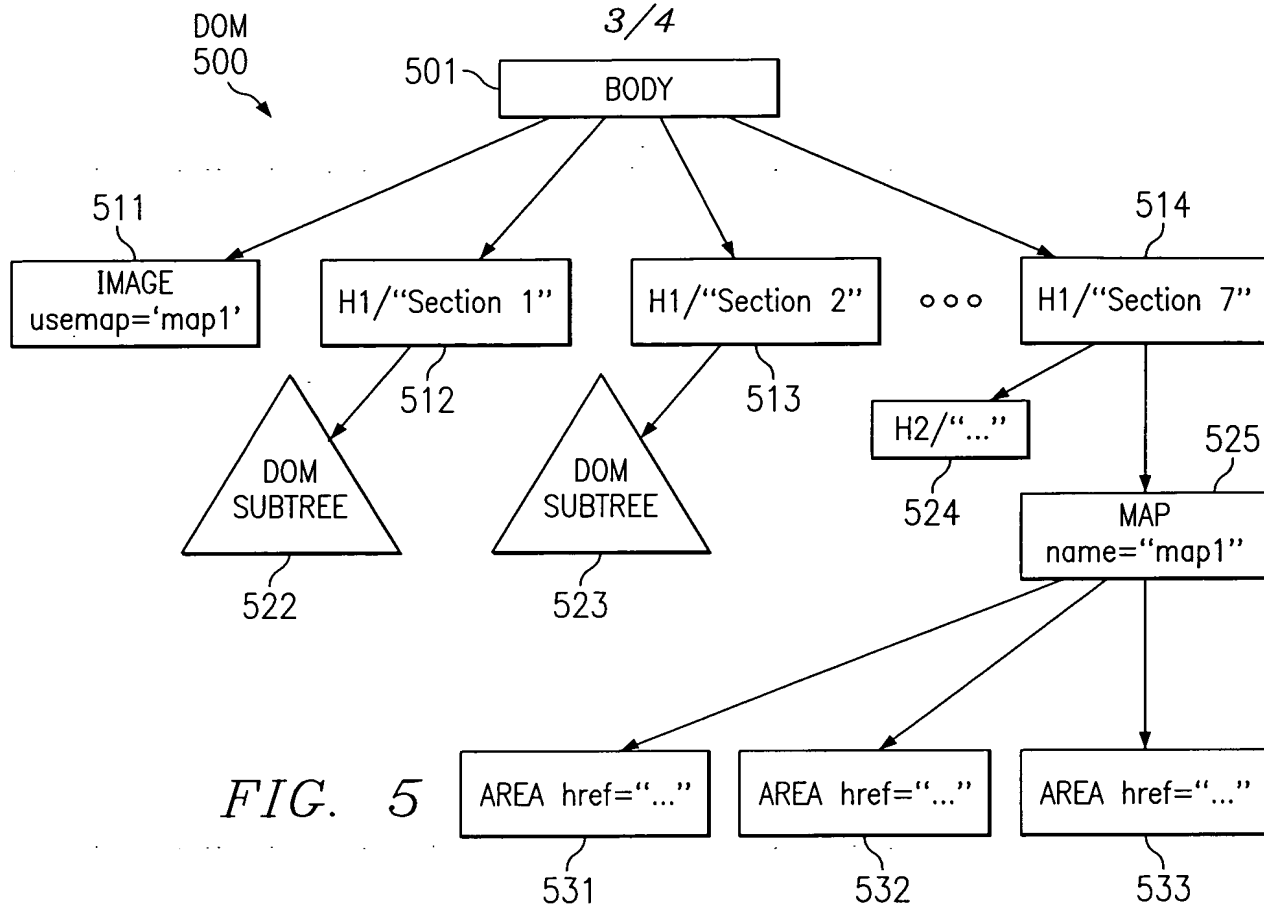 3/4
DOM
500
501
BODY
511
514
IMAGE
usemap='map1'
H1/“Section 1”
H1/“Section 2”
H1/“Section 7”
512
513
H2/“...”
525
DOM
SUBTREE
DOM
SUBTREE
524
MAP
name=“map1”
522
523
FIG. 5
AREA href=“...”
AREA href=“...”
AREA href=“...”
531
532
533